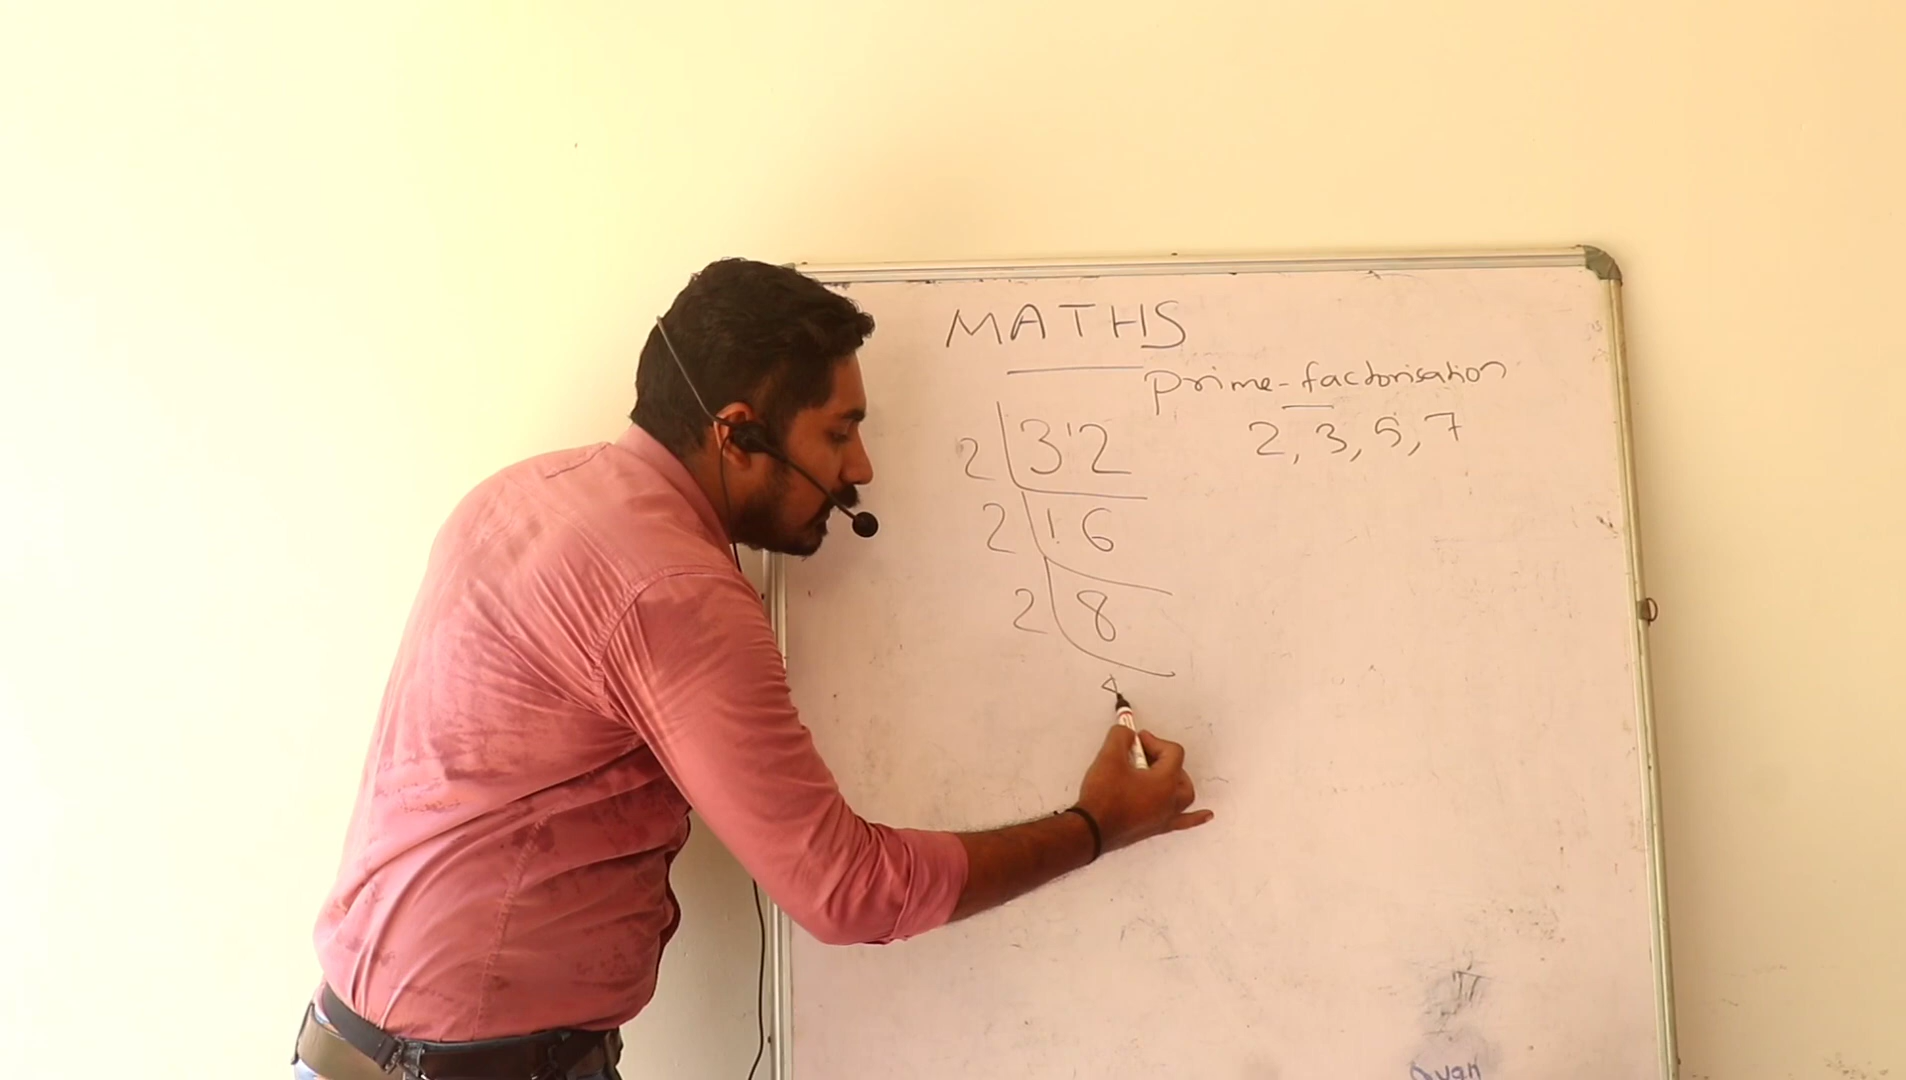 MATHS
prime-factorisation
2, 3, 5, 7
2 32
2 16
2 8
4